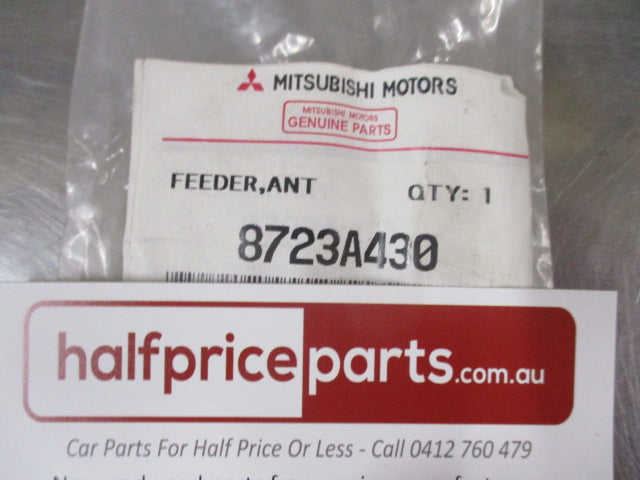 MITSUBISHI MOTORS
MITSUBISHI MOTORS
GENUINE PARTS
FEEDER,ANT QTY: 1
8723A430
halfpriceparts.com.au
Car Parts For Half Price Or Less - Call 0412 760 479